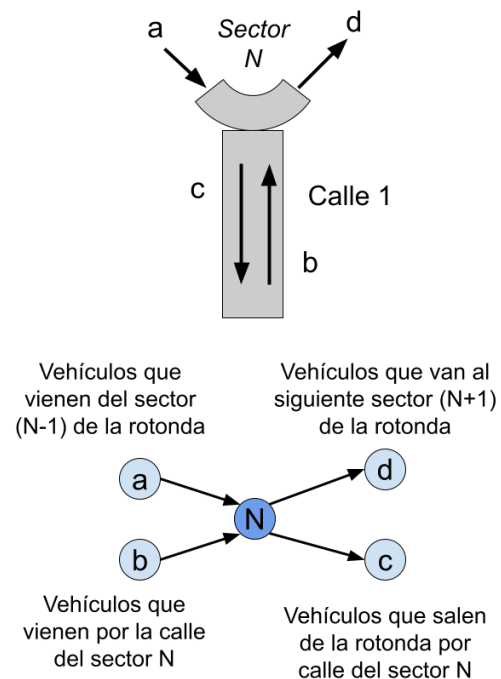 a
Sector
N
d
c
Calle 1
b
Vehículos que
vienen del sector
(N-1) de la rotonda
Vehículos que van al
siguiente sector (N+1)
de la rotonda
a
d
N
b
c
Vehículos que
vienen por la calle
del sector N
Vehículos que salen
de la rotonda por
calle del sector N